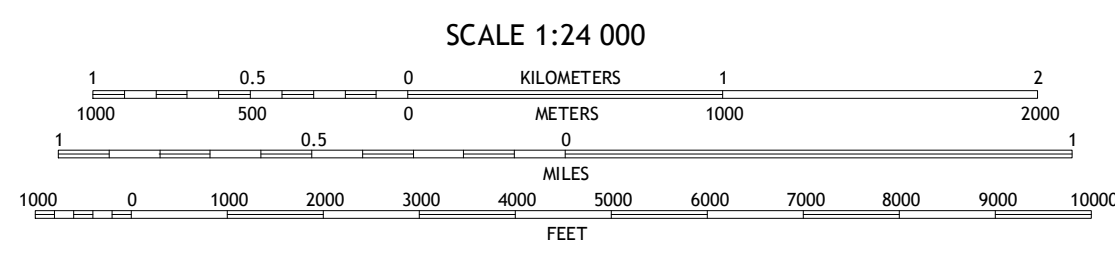 SCALE 1:24 000
1 0.5 0 KILOMETERS 1 2
1000 500 0 METERS 1000 2000
1 0.5 0 1
MILES
1000 0 1000 2000 3000 4000 5000 6000 7000 8000 9000 10000
FEET